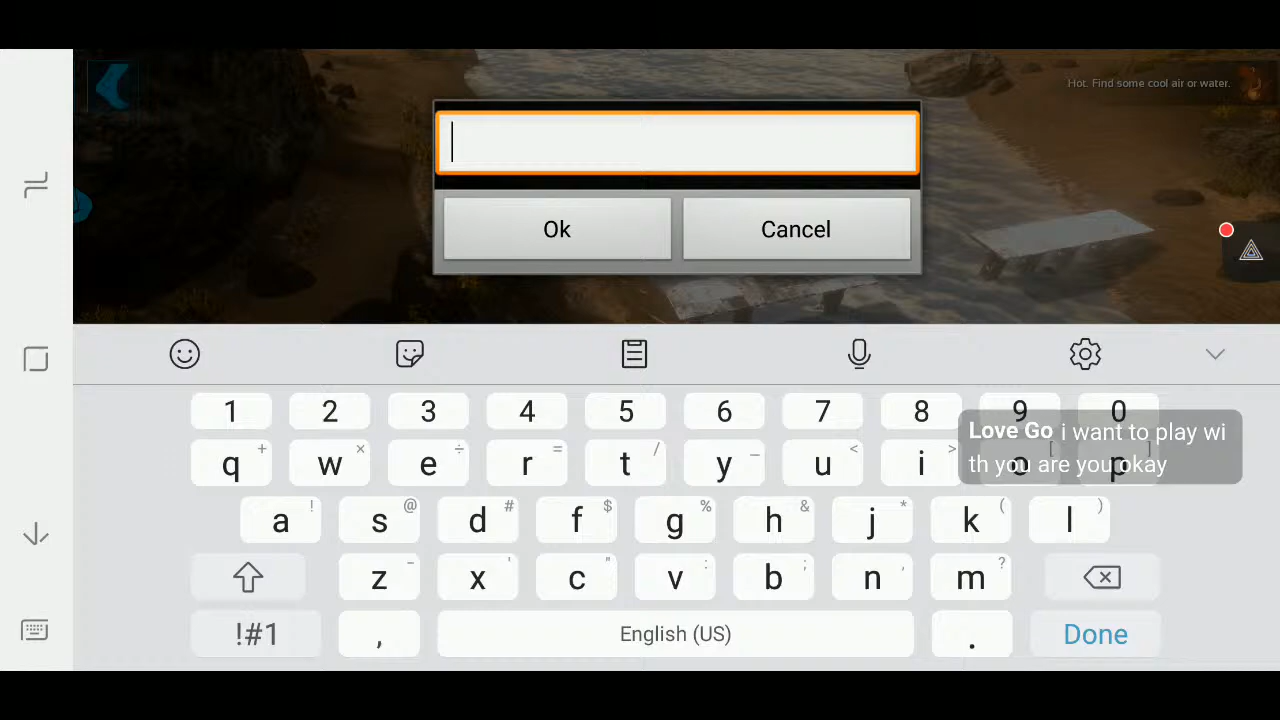 Hot. Find some cool air or water.
Ok Cancel
1 2 3 4 5 6 7 8 9 0
Love Go i want to play wi
th you are you okay
q + w × e ÷ r = t / y _ u < i > o [ p ]
a ! s @ d # f $ g % h & j * k ( l )
z - x ' c " v : b ; n , m ?
!#1 , English (US) . Done